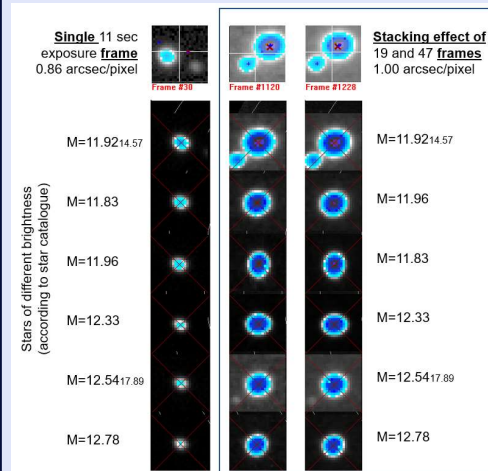 Single 11 sec
exposure frame
0.86 arcsec/pixel
Stacking effect of
19 and 47 frames
1.00 arcsec/pixel
Frame #30
Frame #1120
Frame #1228
Stars of different brightness
(according to star catalogue)
M=11.92 14.57
M=11.83
M=11.96
M=12.33
M=12.54 17.89
M=12.78
M=11.92 14.57
M=11.96
M=11.83
M=12.33
M=12.54 17.89
M=12.78